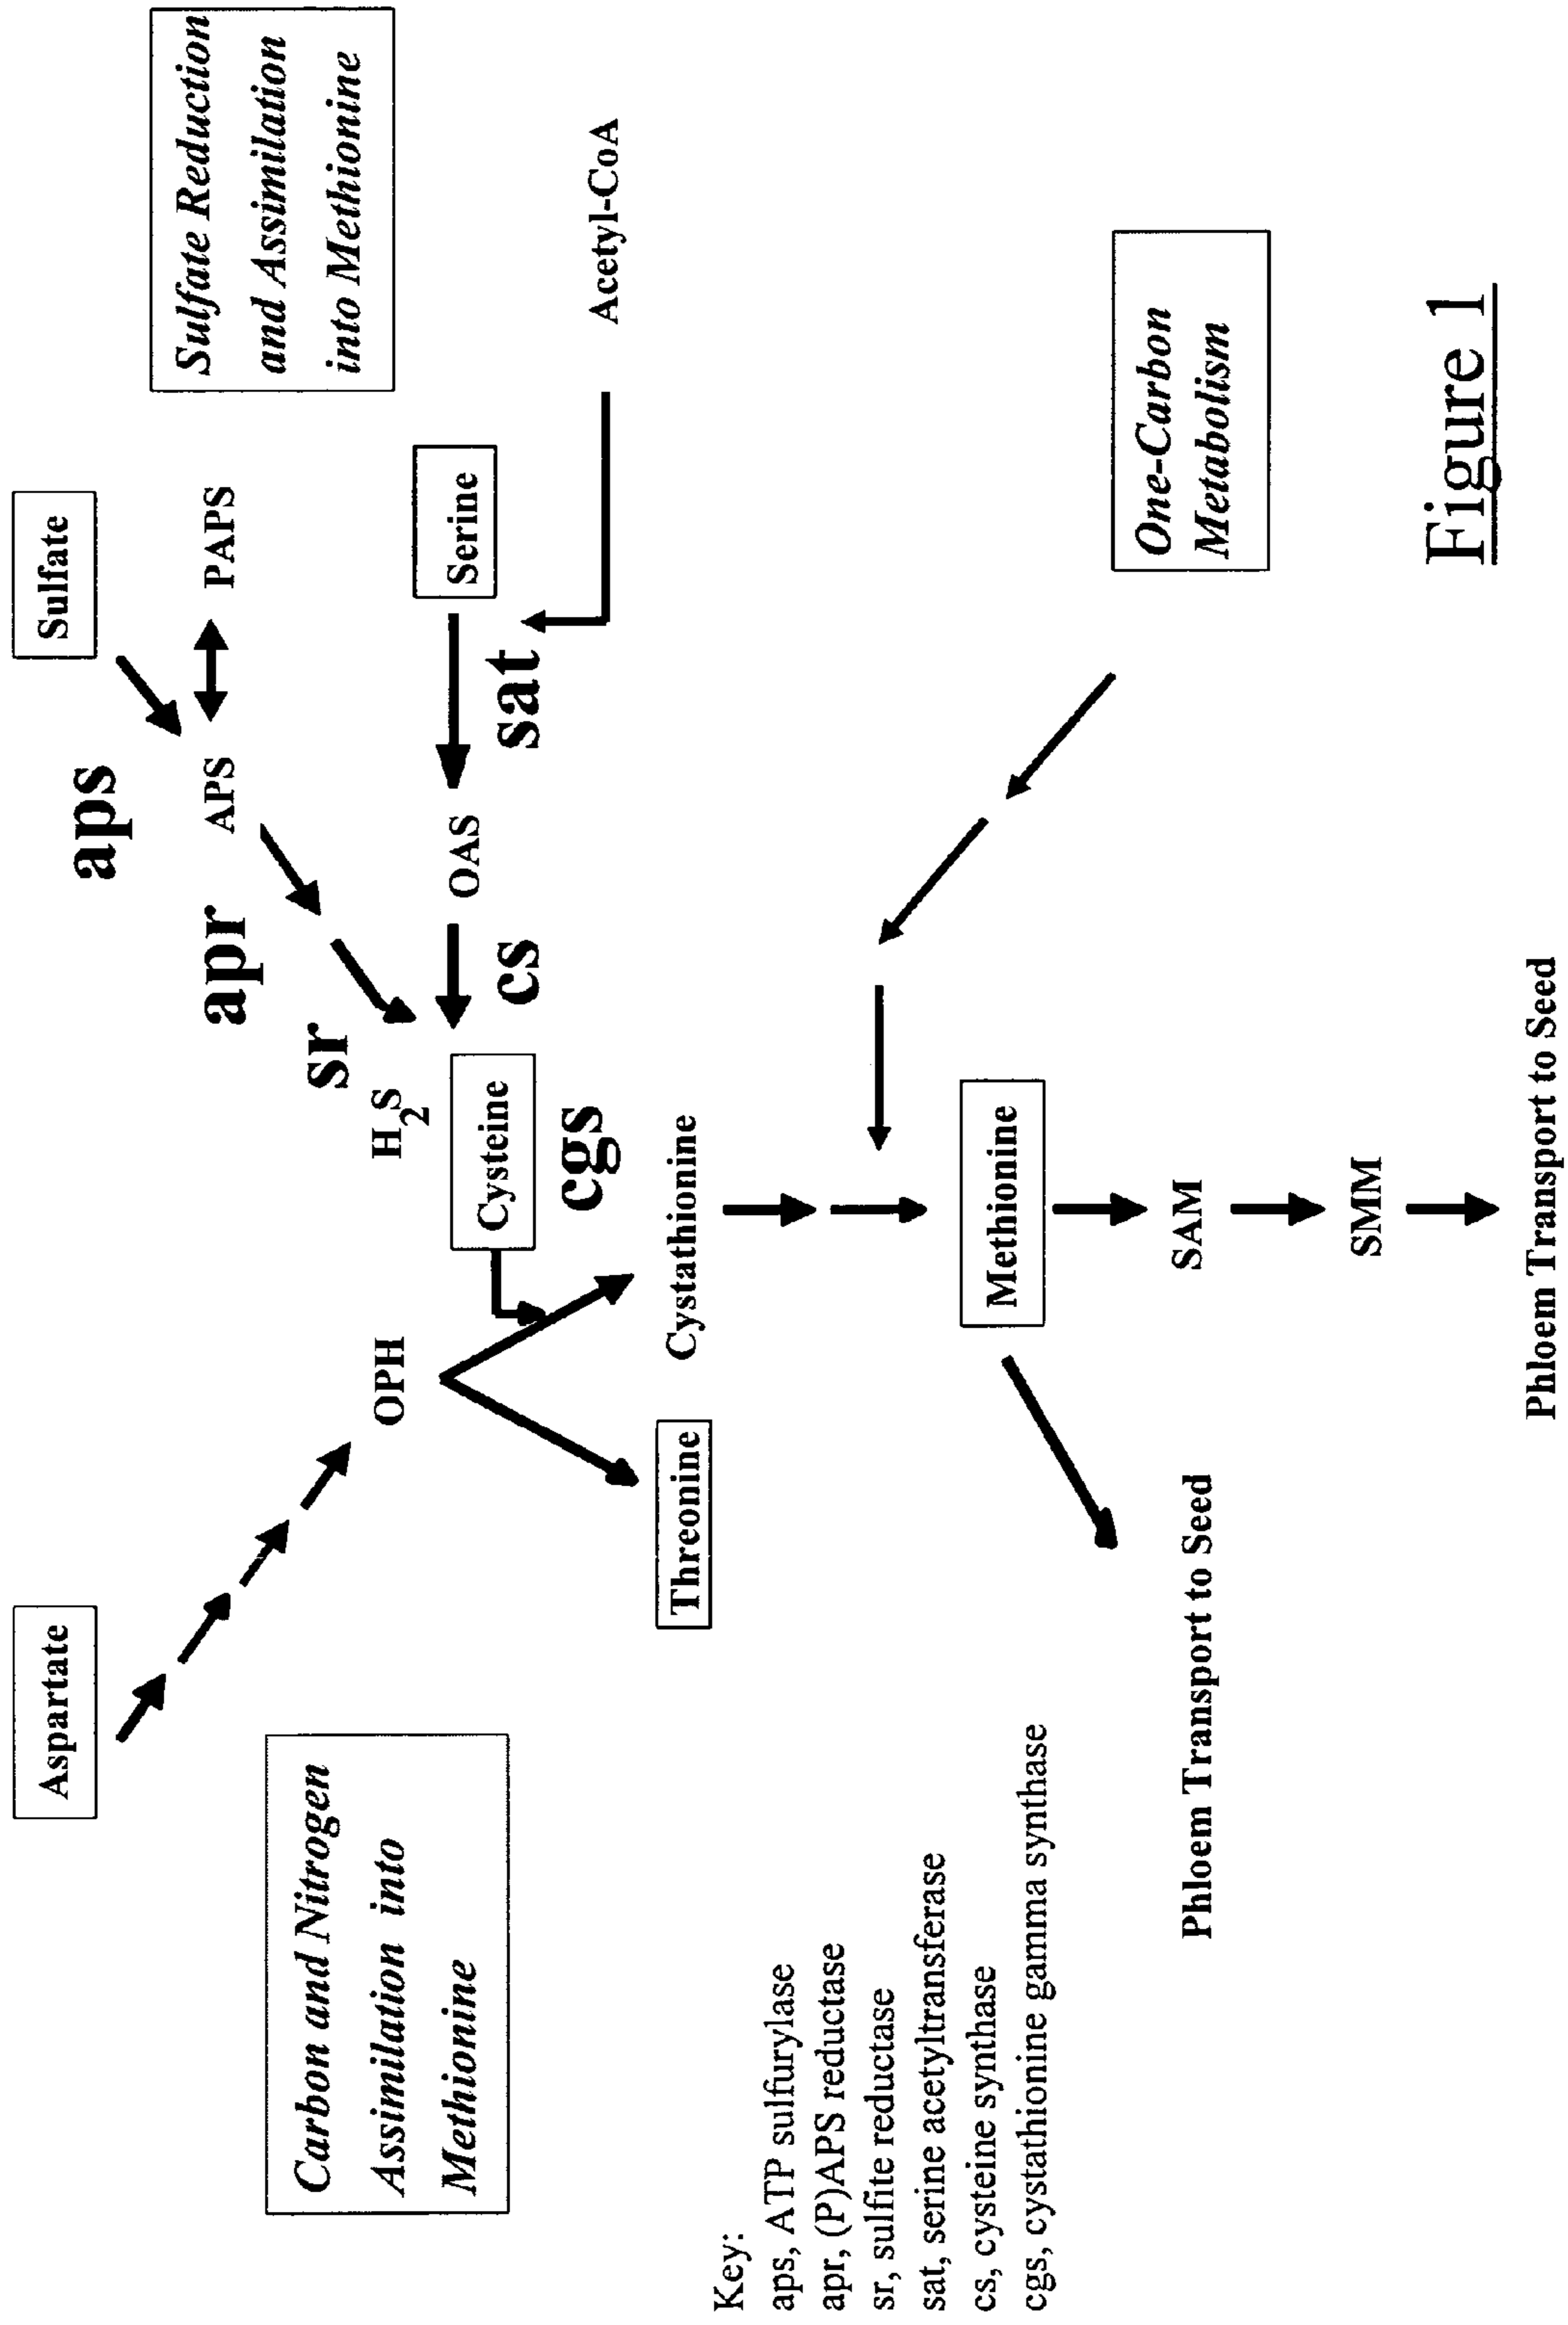 Aspartate
Sulfate
aps
APS
PAPS
Sulfate Reduction
and Assimilation
into Methionine
Carbon and Nitrogen
Assimilation into
Methionine
apr
sr
OPH
H2S
Cysteine
cs
OAS
sat
Serine
Acetyl-CoA
cgs
Threonine
Cystathionine
Key:
aps, ATP sulfurylase
apr, (P)APS reductase
sr, sulfite reductase
sat, serine acetyltransferase
cs, cysteine synthase
cgs, cystathionine gamma synthase
Methionine
One-Carbon
Metabolism
Phloem Transport to Seed
SAM
SMM
Phloem Transport to Seed
Figure 1